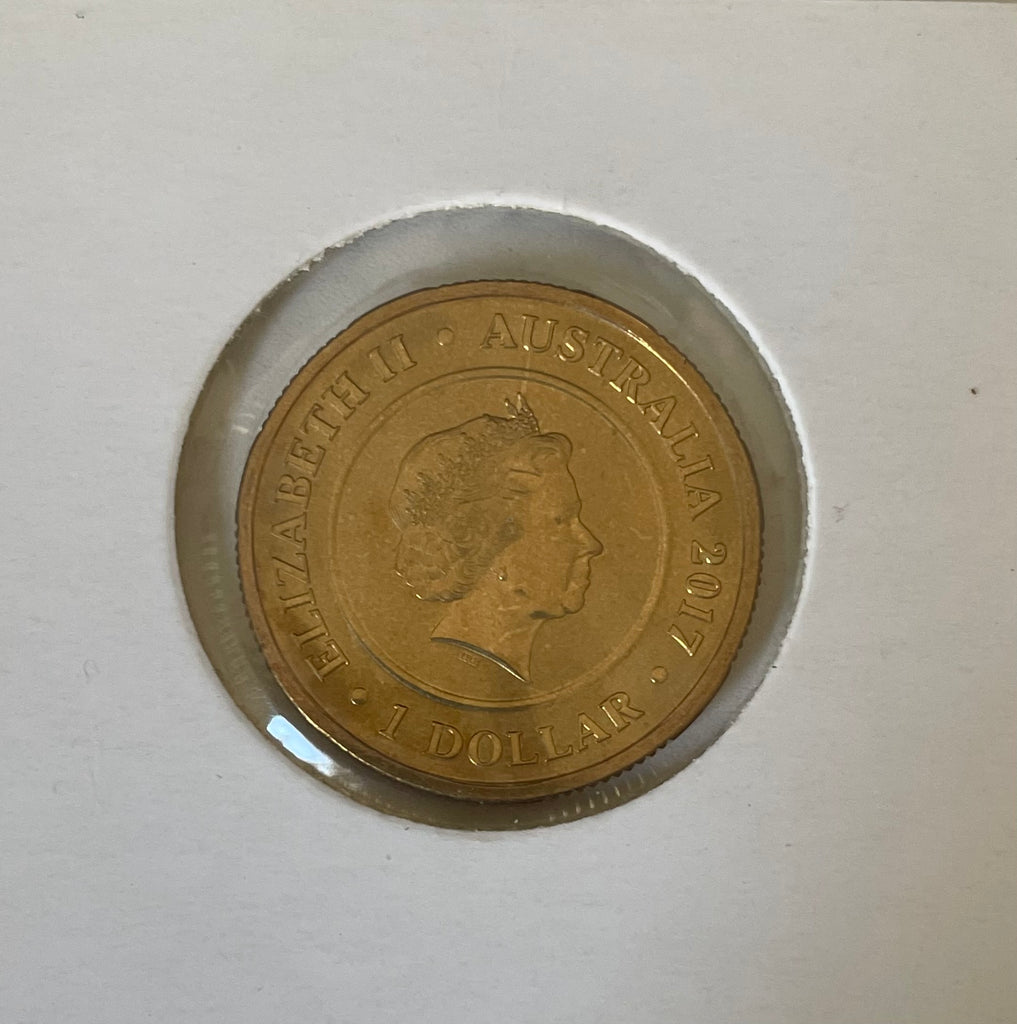 ELIZABETH II • AUSTRALIA 2017 •
1 DOLLAR •